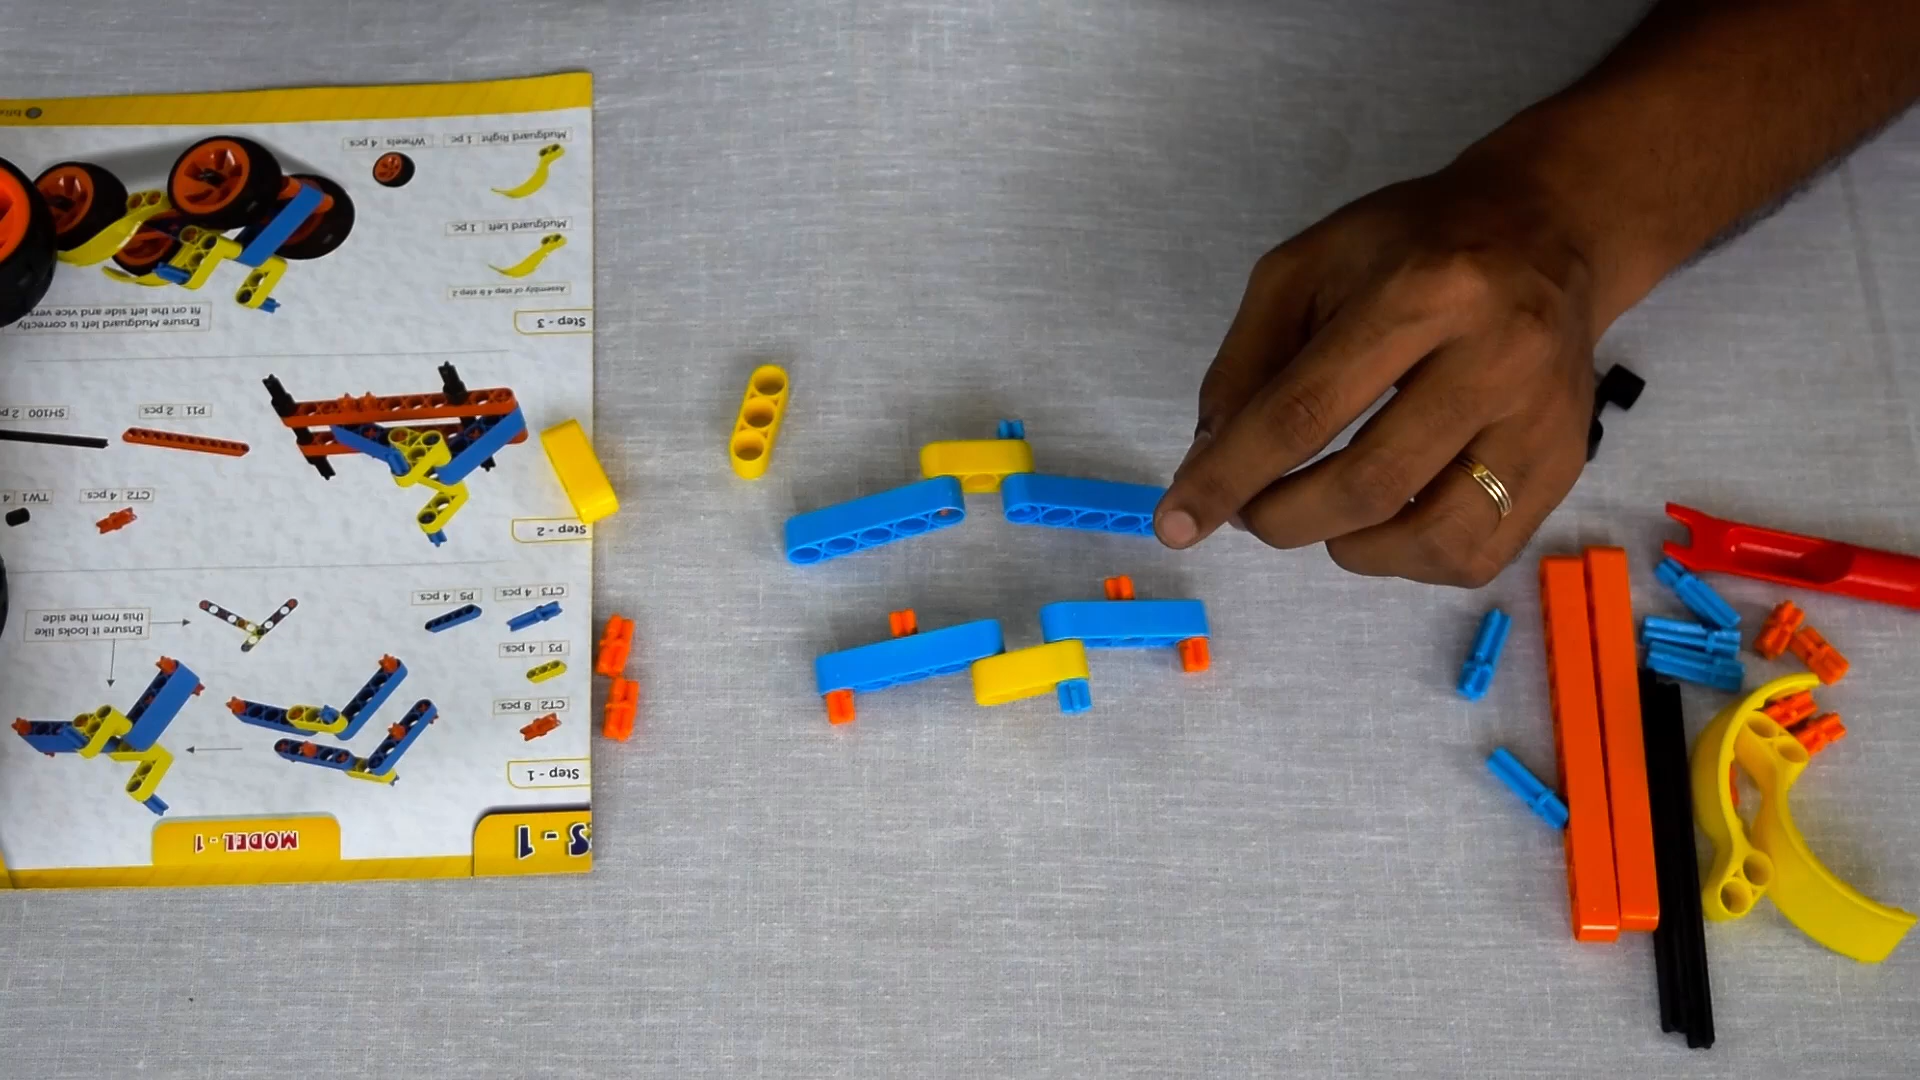 S - 1
MODEL - 1
Step - 1
CT2 8 pcs.
P3 4 pcs.
CT3 4 pcs.
P5 4 pcs.
Ensure it looks like
this from the side
Step - 2
CT2 4 pcs.
TW1 4
P11 2 pcs.
SH100 2 p
Step - 3
Assembly of step 1 & step 2
Mudguard Left 1 pc.
Mudguard Right 1 pc.
Wheels 4 pcs.
Ensure Mudguard left is correctly
fit on the left side and vice vers